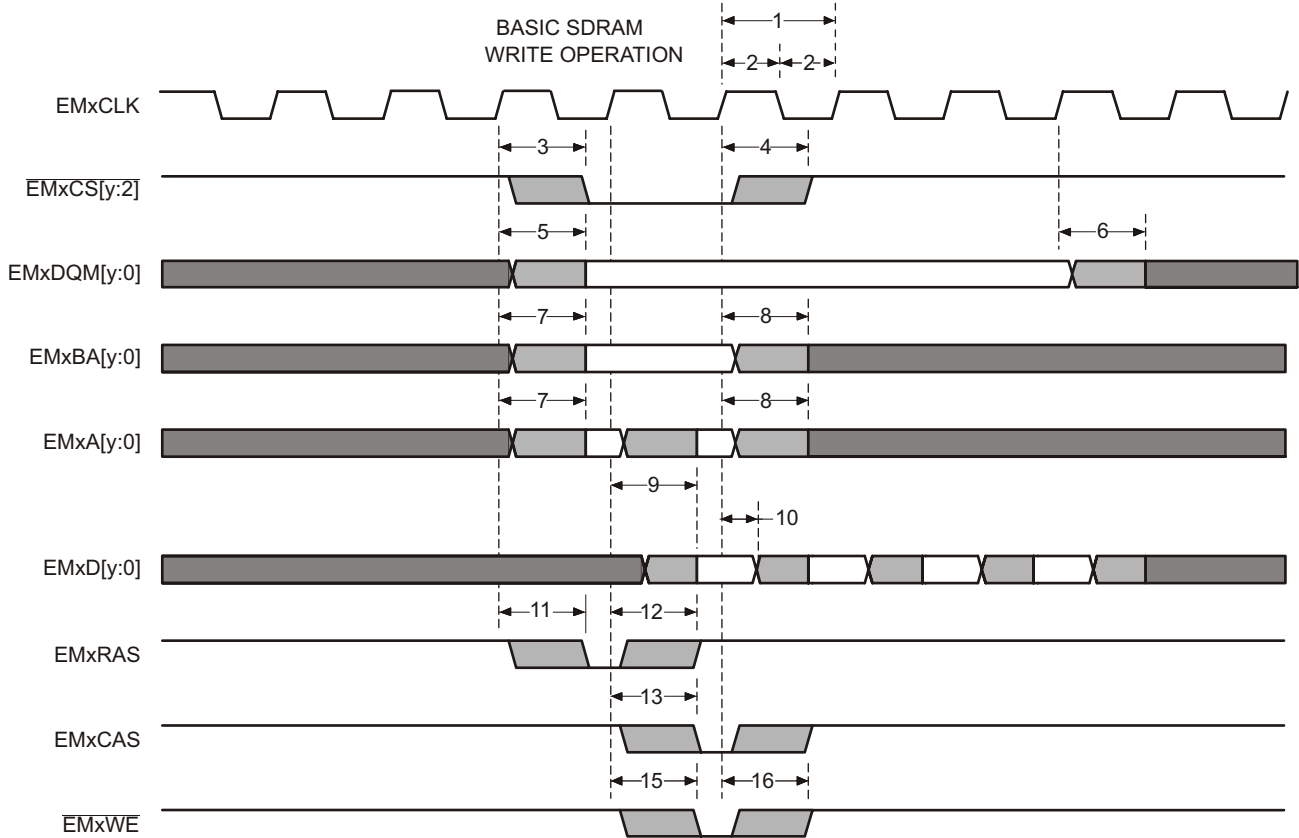 BASIC SDRAM
WRITE OPERATION
1
2 2
EMxCLK
3 4
EMxCS[y:2]
5 6
EMxDQM[y:0]
7 8
EMxBA[y:0]
7 8
EMxA[y:0]
9
10
EMxD[y:0]
11 12
EMxRAS
13
EMxCAS
15 16
EMxWE